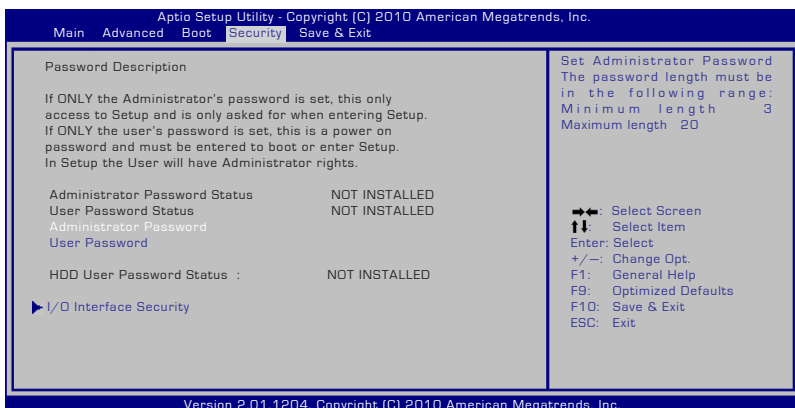 Aptio Setup Utility - Copyright (C) 2010 American Megatrends, Inc.
Main Advanced Boot Security Save & Exit
Password Description
If ONLY the Administrator's password is set, this only
access to Setup and is only asked for when entering Setup.
If ONLY the user's password is set, this is a power on
password and must be entered to boot or enter Setup.
In Setup the User will have Administrator rights.
Administrator Password Status NOT INSTALLED
User Password Status NOT INSTALLED
Administrator Password
User Password
HDD User Password Status : NOT INSTALLED
I/O Interface Security
Set Administrator Password
The password length must be
in the following range:
Minimum length 3
Maximum length 20
→←: Select Screen
↑↓: Select Item
Enter: Select
+/—: Change Opt.
F1: General Help
F9: Optimized Defaults
F10: Save & Exit
ESC: Exit
Version 2.01.1204. Copyright (C) 2010 American Megatrends, Inc.